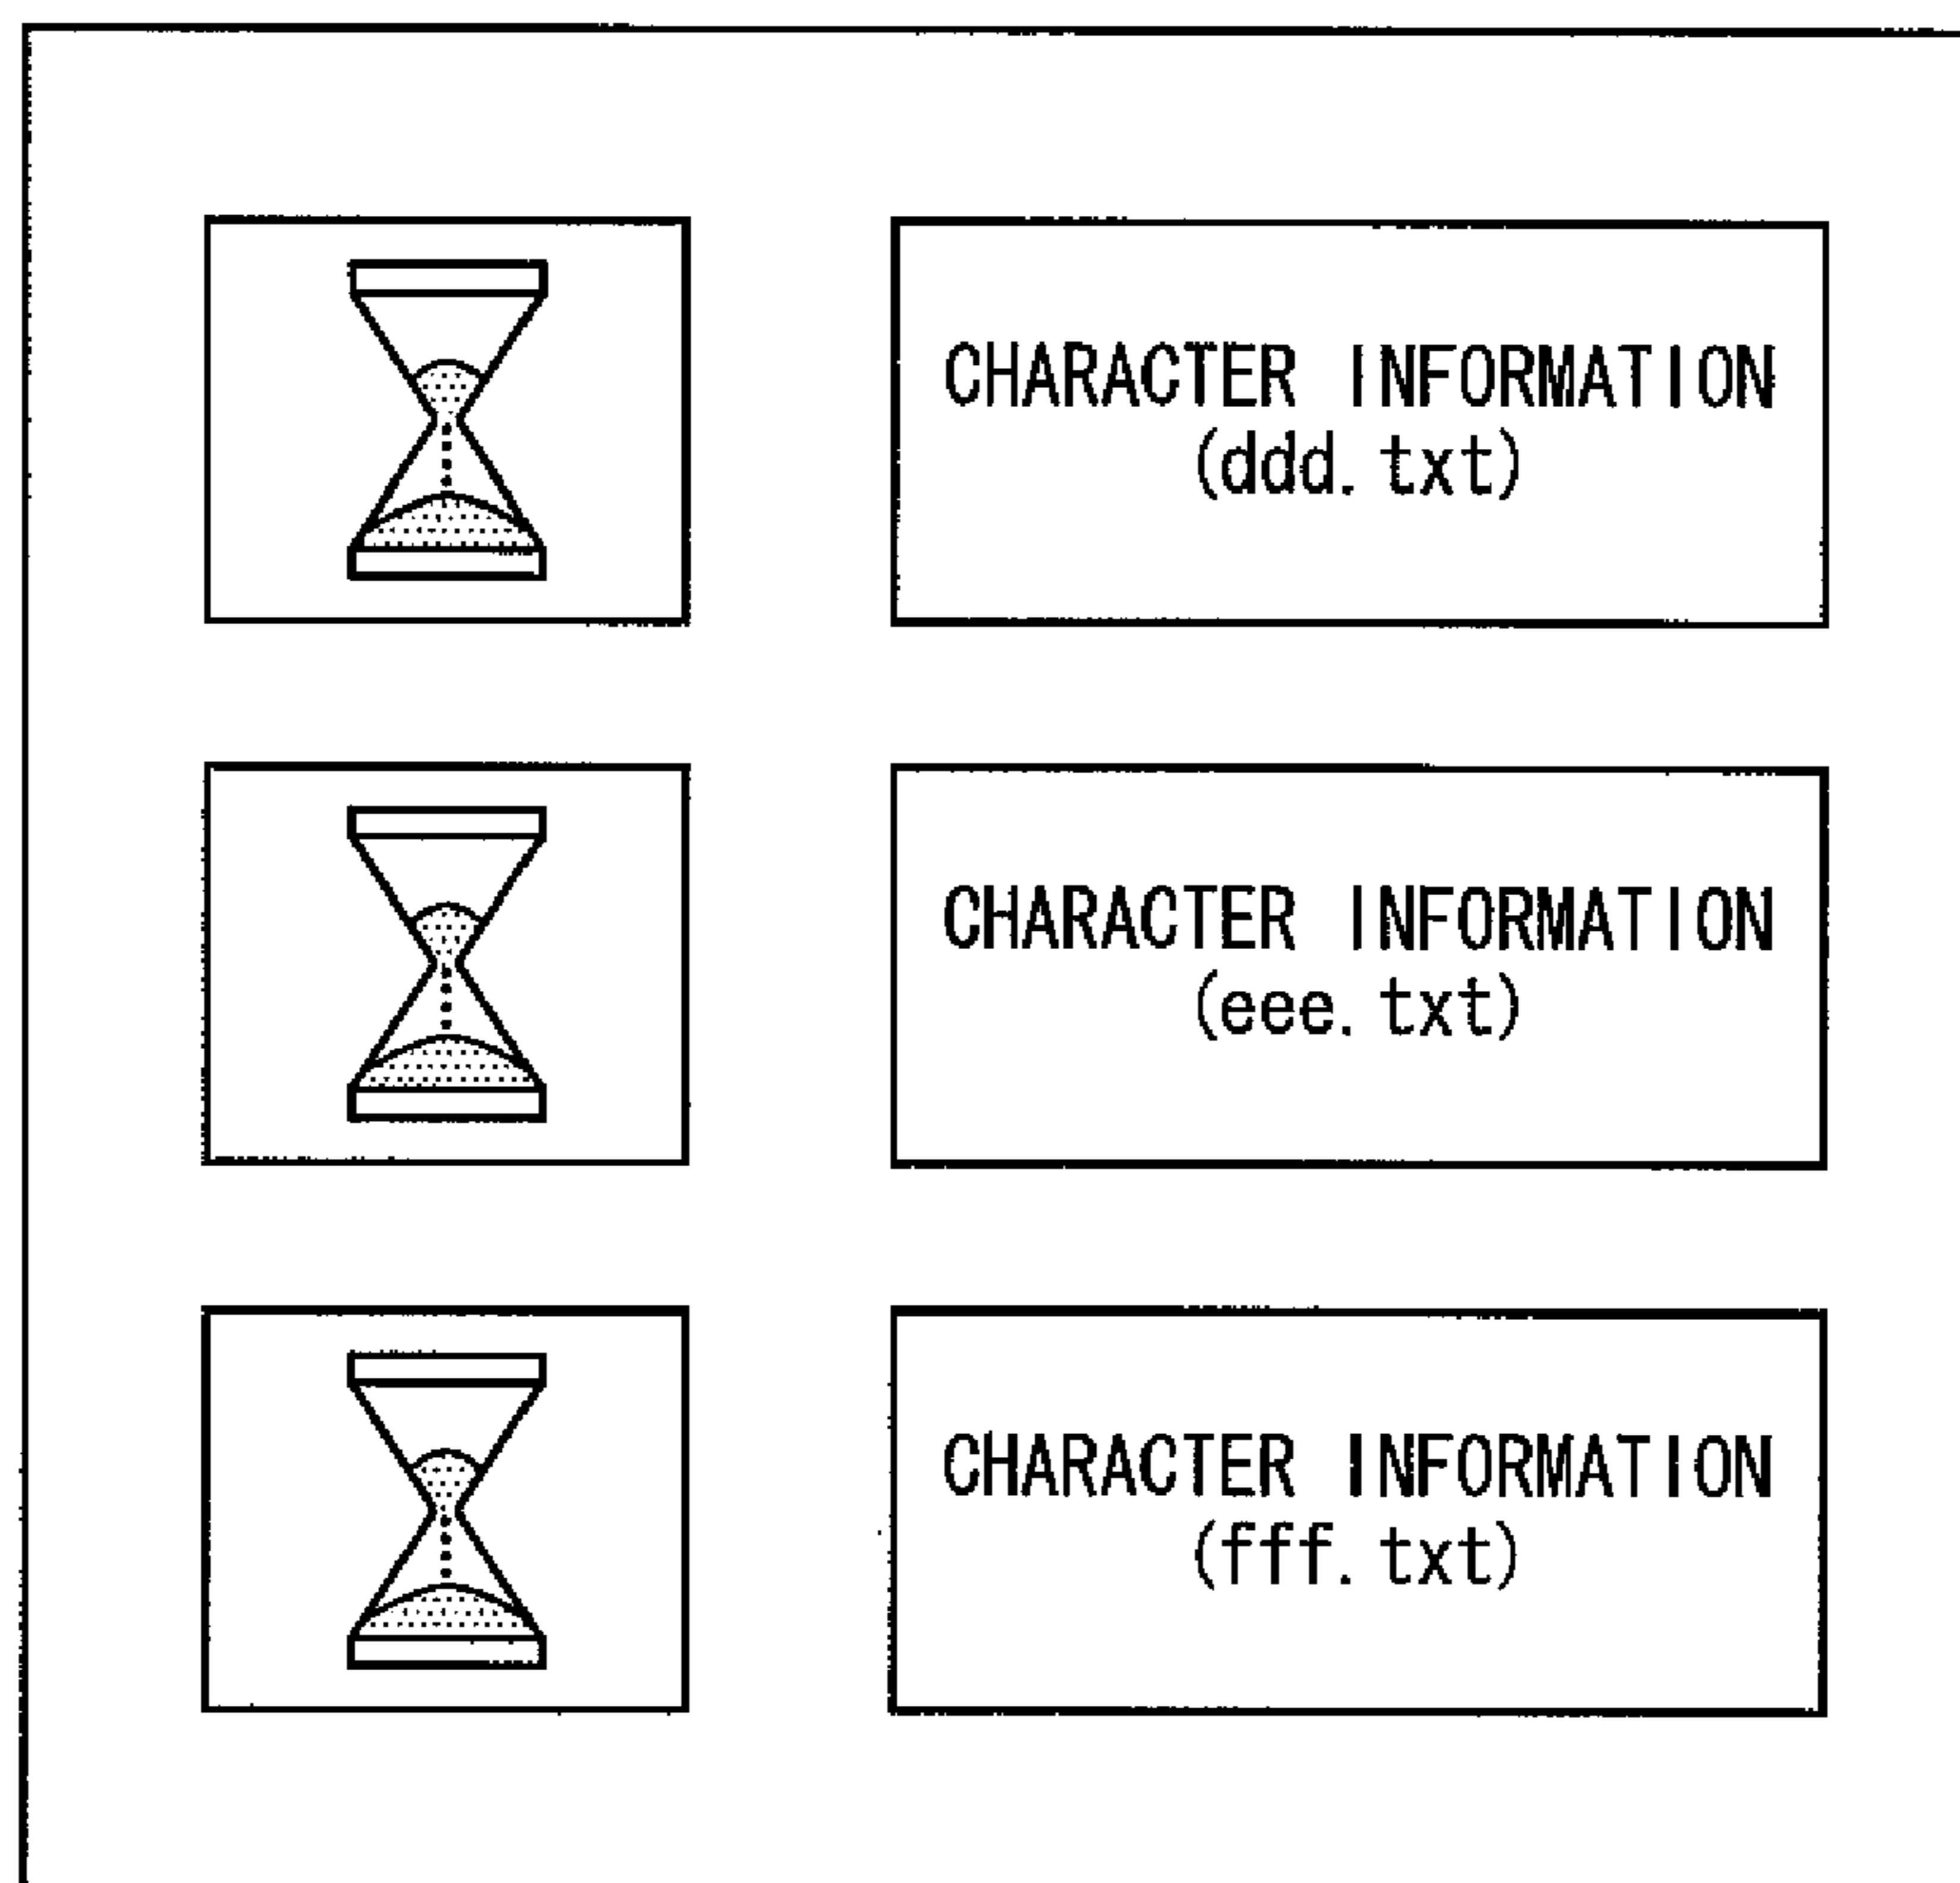 CHARACTER INFORMATION
(ddd.txt)
CHARACTER INFORMATION
(eee.txt)
CHARACTER INFORMATION
(fff.txt)